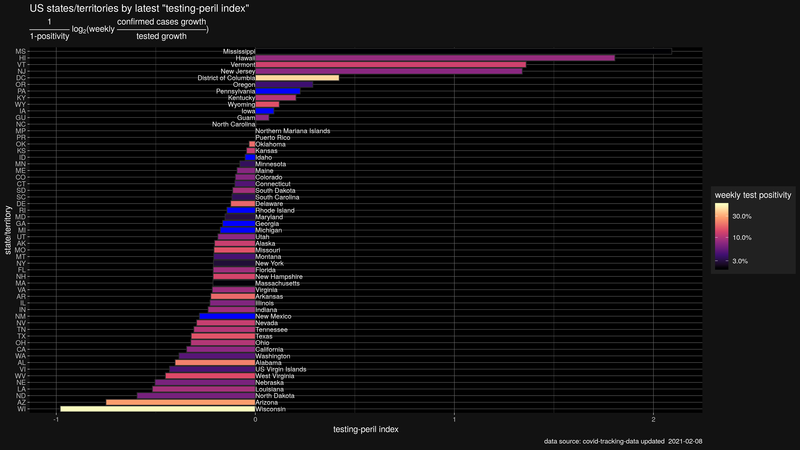 US states/territories by latest "testing-peril index"
1
1-positivity
log2(weekly
confirmed cases growth
tested growth
)
MS Mississippi
HI Hawaii
VT Vermont
NJ New Jersey
DC District of Columbia
OR Oregon
PA Pennsylvania
KY Kentucky
WY Wyoming
IA Iowa
GU Guam
NC North Carolina
MP Northern Mariana Islands
PR Puerto Rico
OK Oklahoma
KS Kansas
ID Idaho
MN Minnesota
ME Maine
CO Colorado
CT Connecticut
SD South Dakota
SC South Carolina
DE Delaware
RI Rhode Island
MD Maryland
GA Georgia
MI Michigan
UT Utah
AK Alaska
MO Missouri
MT Montana
NY New York
FL Florida
NH New Hampshire
MA Massachusetts
VA Virginia
AR Arkansas
IL Illinois
IN Indiana
NM New Mexico
NV Nevada
TN Tennessee
TX Texas
OH Ohio
CA California
WA Washington
AL Alabama
VI US Virgin Islands
WV West Virginia
NE Nebraska
LA Louisiana
ND North Dakota
AZ Arizona
WI Wisconsin
state/territory
-1 0 1 2
testing-peril index
weekly test positivity
30.0%
10.0%
3.0%
data source: covid-tracking-data updated 2021-02-08